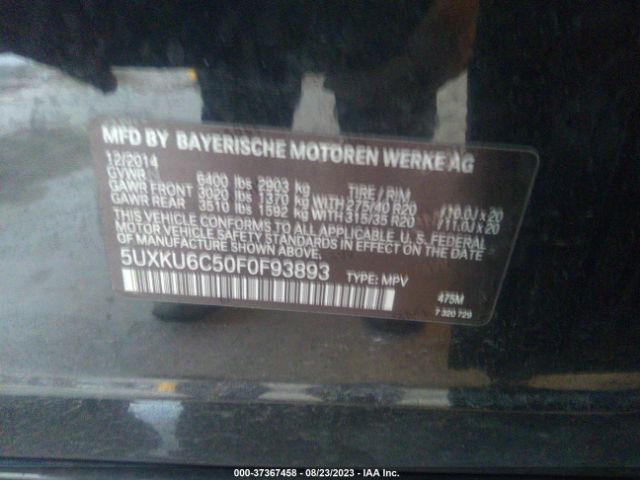 MFD BY BAYERISCHE MOTOREN WERKE AG
12/2014
GVWR 6400 lbs 2903 kg TIRE / RIM
GAWR FRONT 3020 lbs 1370 kg WITH 275/40 R20 /10.0J x 20
GAWR REAR 3510 lbs 1592 kg WITH 315/35 R20 /11.0J x 20
THIS VEHICLE CONFORMS TO ALL APPLICABLE U. S. FEDERAL
MOTOR VEHICLE SAFETY STANDARDS IN EFFECT ON THE DATE
OF MANUFACTURE SHOWN ABOVE.
5UXKU6C50F0F93893 TYPE: MPV
475M
7 320 729
000-37367458 - 08/23/2023 - IAA Inc.